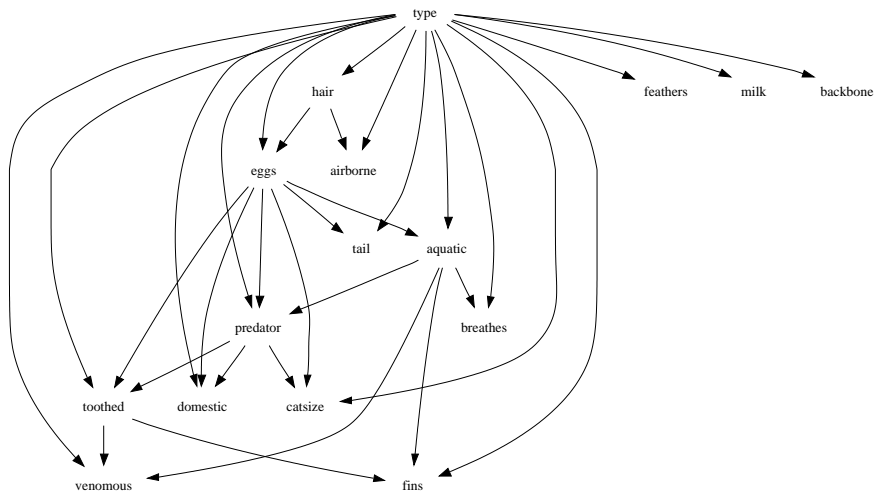 type
hair
feathers
milk
backbone
eggs
airborne
tail
aquatic
predator
breathes
toothed
domestic
catsize
venomous
fins